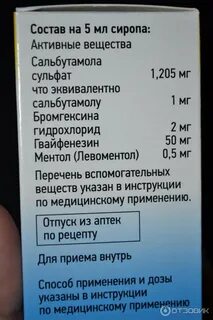 Состав на 5 мл сиропа:
Активные вещества
Сальбутамола
сульфат 1,205 мг
что эквивалентно
сальбутамолу 1 мг
Бромгексина
гидрохлорид 2 мг
Гвайфенезин 50 мг
Ментол (Левоментол) 0,5 мг
Перечень вспомогательных
веществ указан в инструкции
по медицинскому применению.
Отпуск из аптек
по рецепту
Для приема внутрь
Способ применения и дозы
указаны в инструкции
по медицинскому применению.
ОТЗОВИК